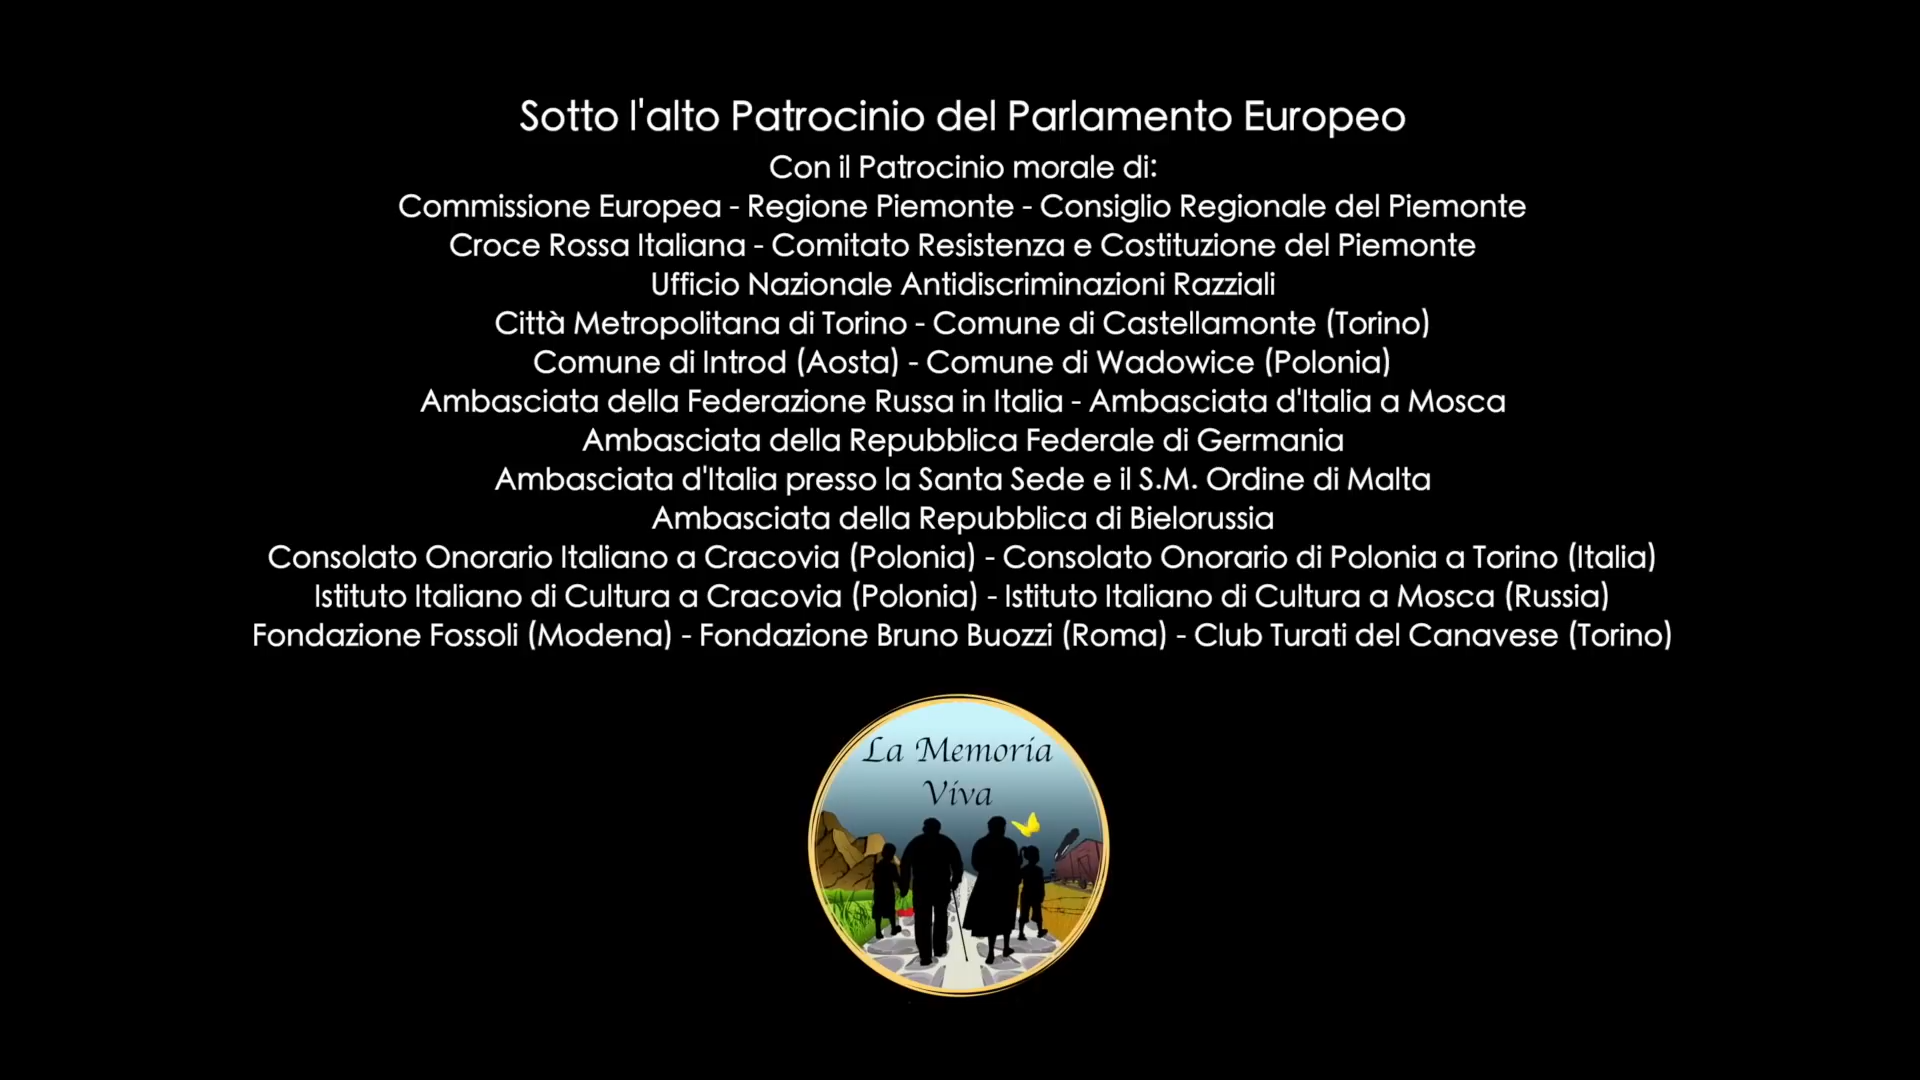 Sotto l'alto Patrocinio del Parlamento Europeo
Con il Patrocinio morale di:
Commissione Europea - Regione Piemonte - Consiglio Regionale del Piemonte
Croce Rossa Italiana - Comitato Resistenza e Costituzione del Piemonte
Ufficio Nazionale Antidiscriminazioni Razziali
Città Metropolitana di Torino - Comune di Castellamonte (Torino)
Comune di Introd (Aosta) - Comune di Wadowice (Polonia)
Ambasciata della Federazione Russa in Italia - Ambasciata d'Italia a Mosca
Ambasciata della Repubblica Federale di Germania
Ambasciata d'Italia presso la Santa Sede e il S.M. Ordine di Malta
Ambasciata della Repubblica di Bielorussia
Consolato Onorario Italiano a Cracovia (Polonia) - Consolato Onorario di Polonia a Torino (Italia)
Istituto Italiano di Cultura a Cracovia (Polonia) - Istituto Italiano di Cultura a Mosca (Russia)
Fondazione Fossoli (Modena) - Fondazione Bruno Buozzi (Roma) - Club Turati del Canavese (Torino)
La Memoria
Viva